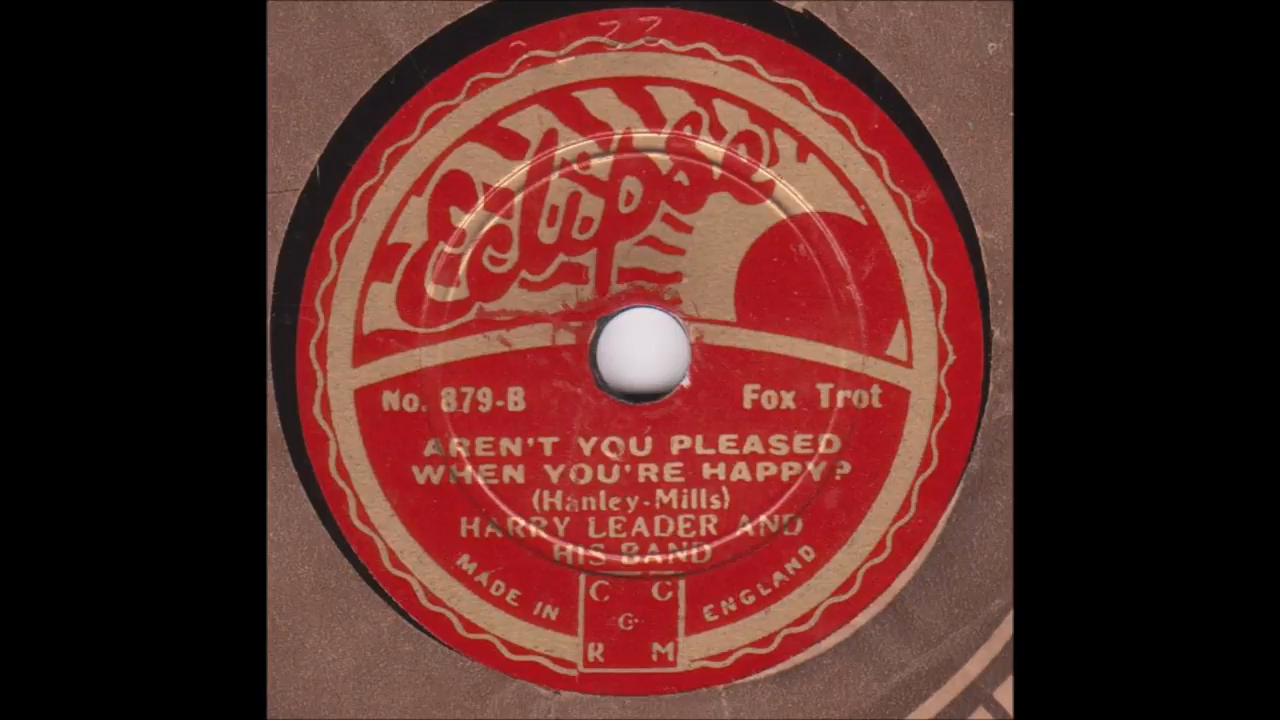 22
Eclipse
No. 879-B Fox Trot
AREN'T YOU PLEASED
WHEN YOU'RE HAPPY?
(Hanley-Mills)
HARRY LEADER AND
HIS BAND
MADE IN ENGLAND
C C
G
R M